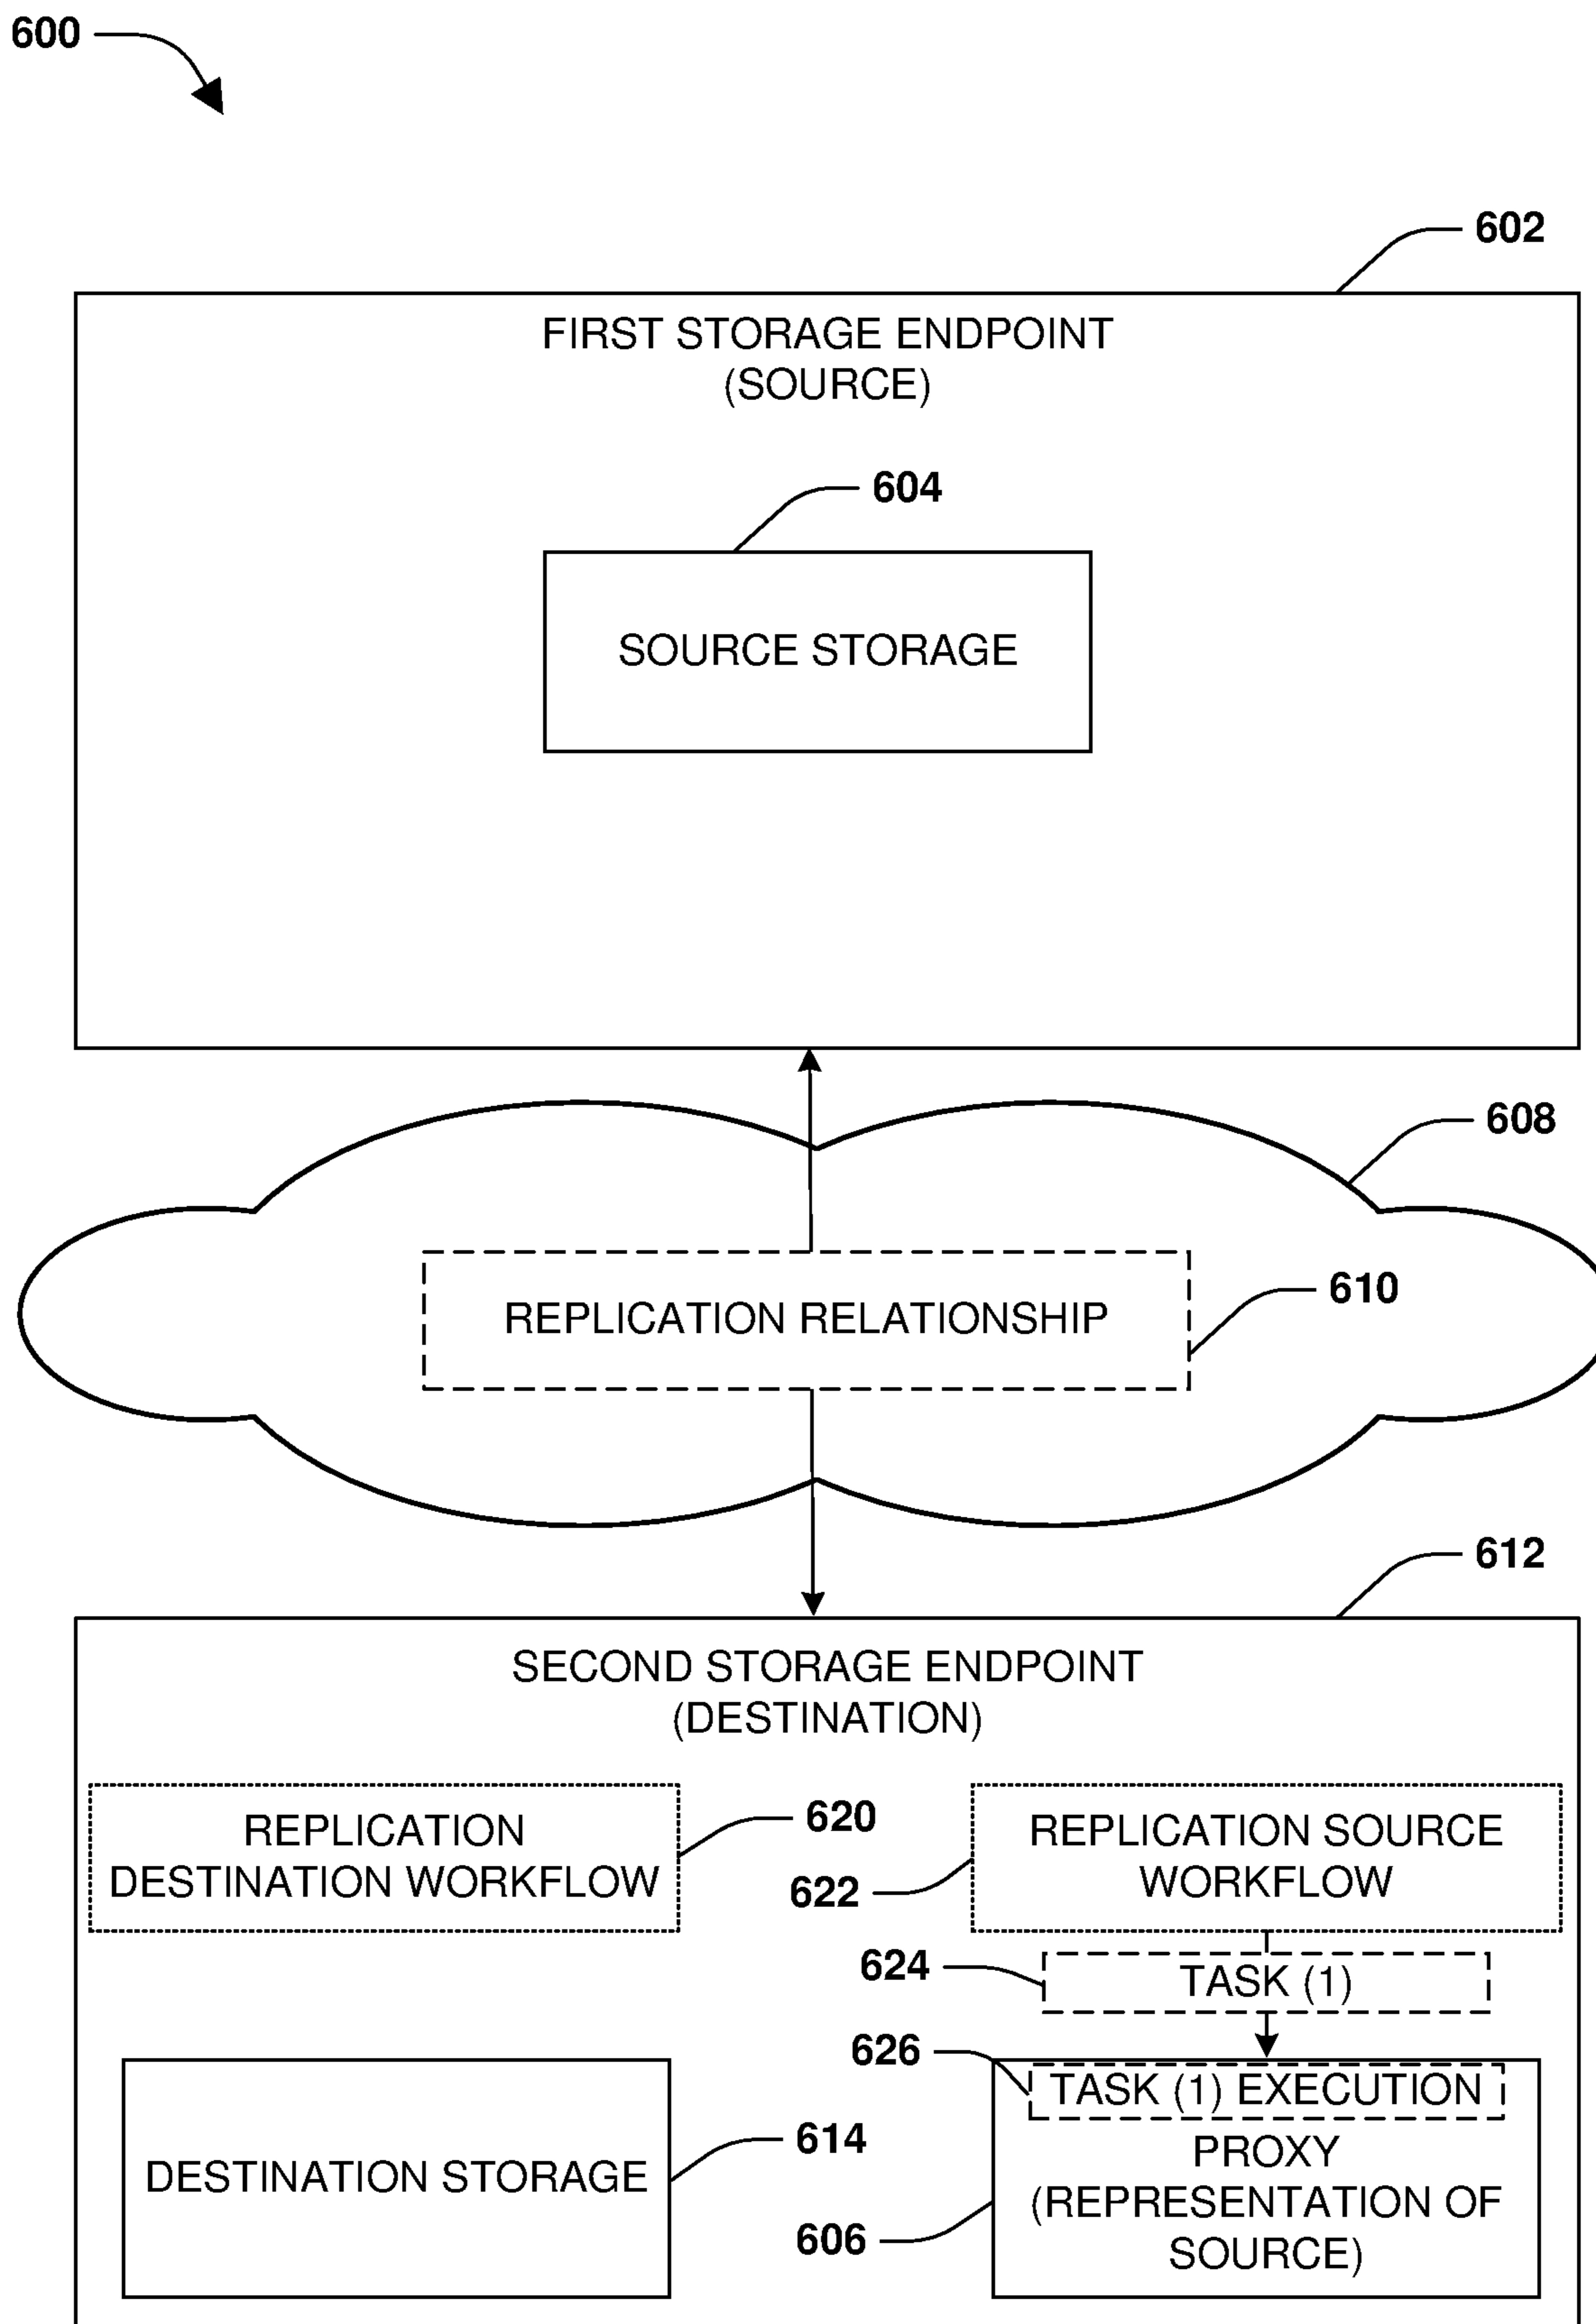 600
602
FIRST STORAGE ENDPOINT
(SOURCE)
604
SOURCE STORAGE
608
REPLICATION RELATIONSHIP
610
612
SECOND STORAGE ENDPOINT
(DESTINATION)
REPLICATION
DESTINATION WORKFLOW
620
622
REPLICATION SOURCE
WORKFLOW
624
TASK (1)
626
TASK (1) EXECUTION
DESTINATION STORAGE
614
PROXY
(REPRESENTATION OF
SOURCE)
606